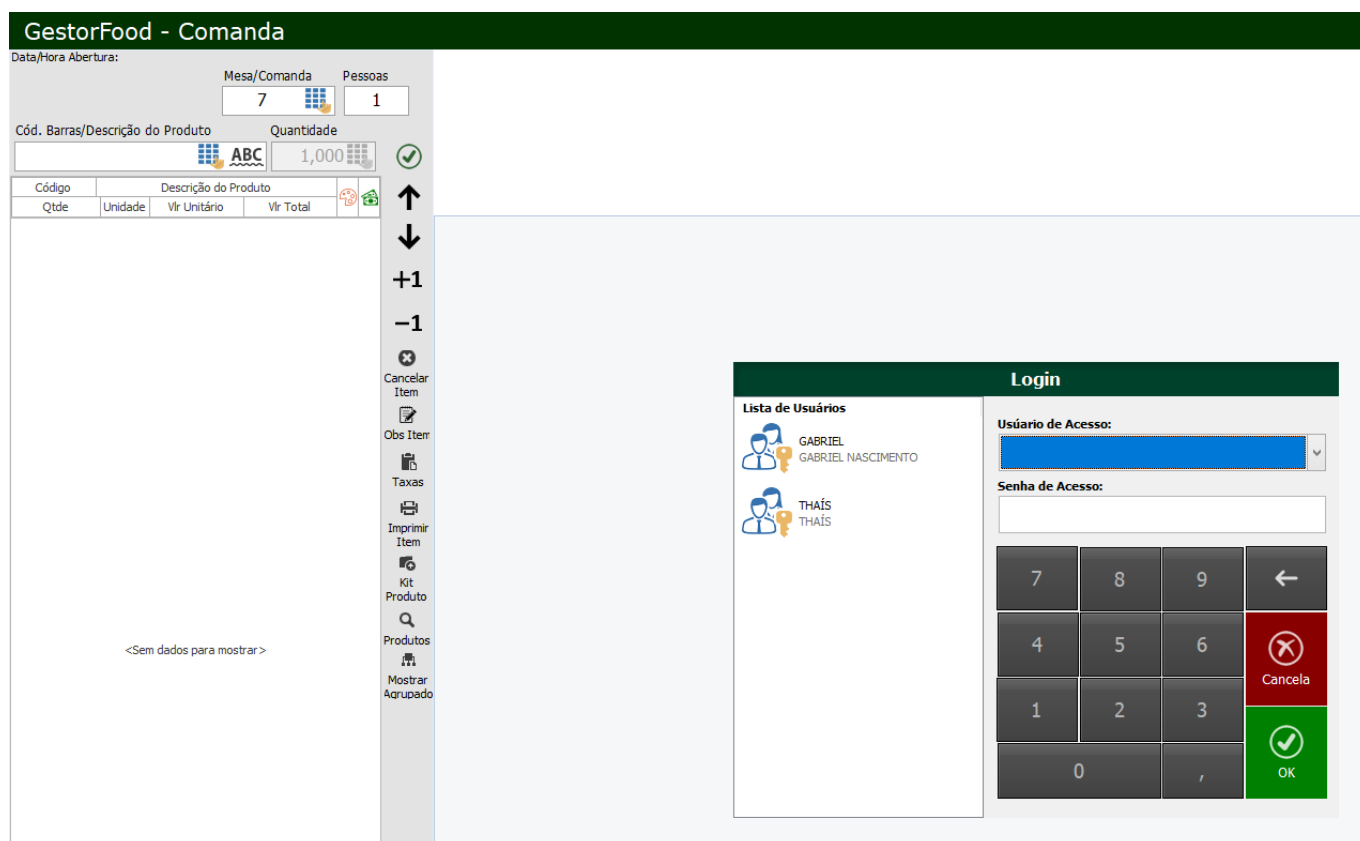 GestorFood - Comanda
Data/Hora Abertura:
Mesa/Comanda Pessoas
7 1
Cód. Barras/Descrição do Produto Quantidade
ABC 1,000
Código Descrição do Produto
Qtde Unidade Vlr Unitário Vlr Total
+1
−1
Cancelar
Item
Obs Item
Taxas
Imprimir
Item
Kit
Produto
Produtos
Mostrar
Agrupado
<Sem dados para mostrar>
Login
Lista de Usuários
GABRIEL
GABRIEL NASCIMENTO
THAÍS
THAÍS
Usúario de Acesso:
Senha de Acesso:
7 8 9
4 5 6
Cancela
1 2 3
0 ,
OK